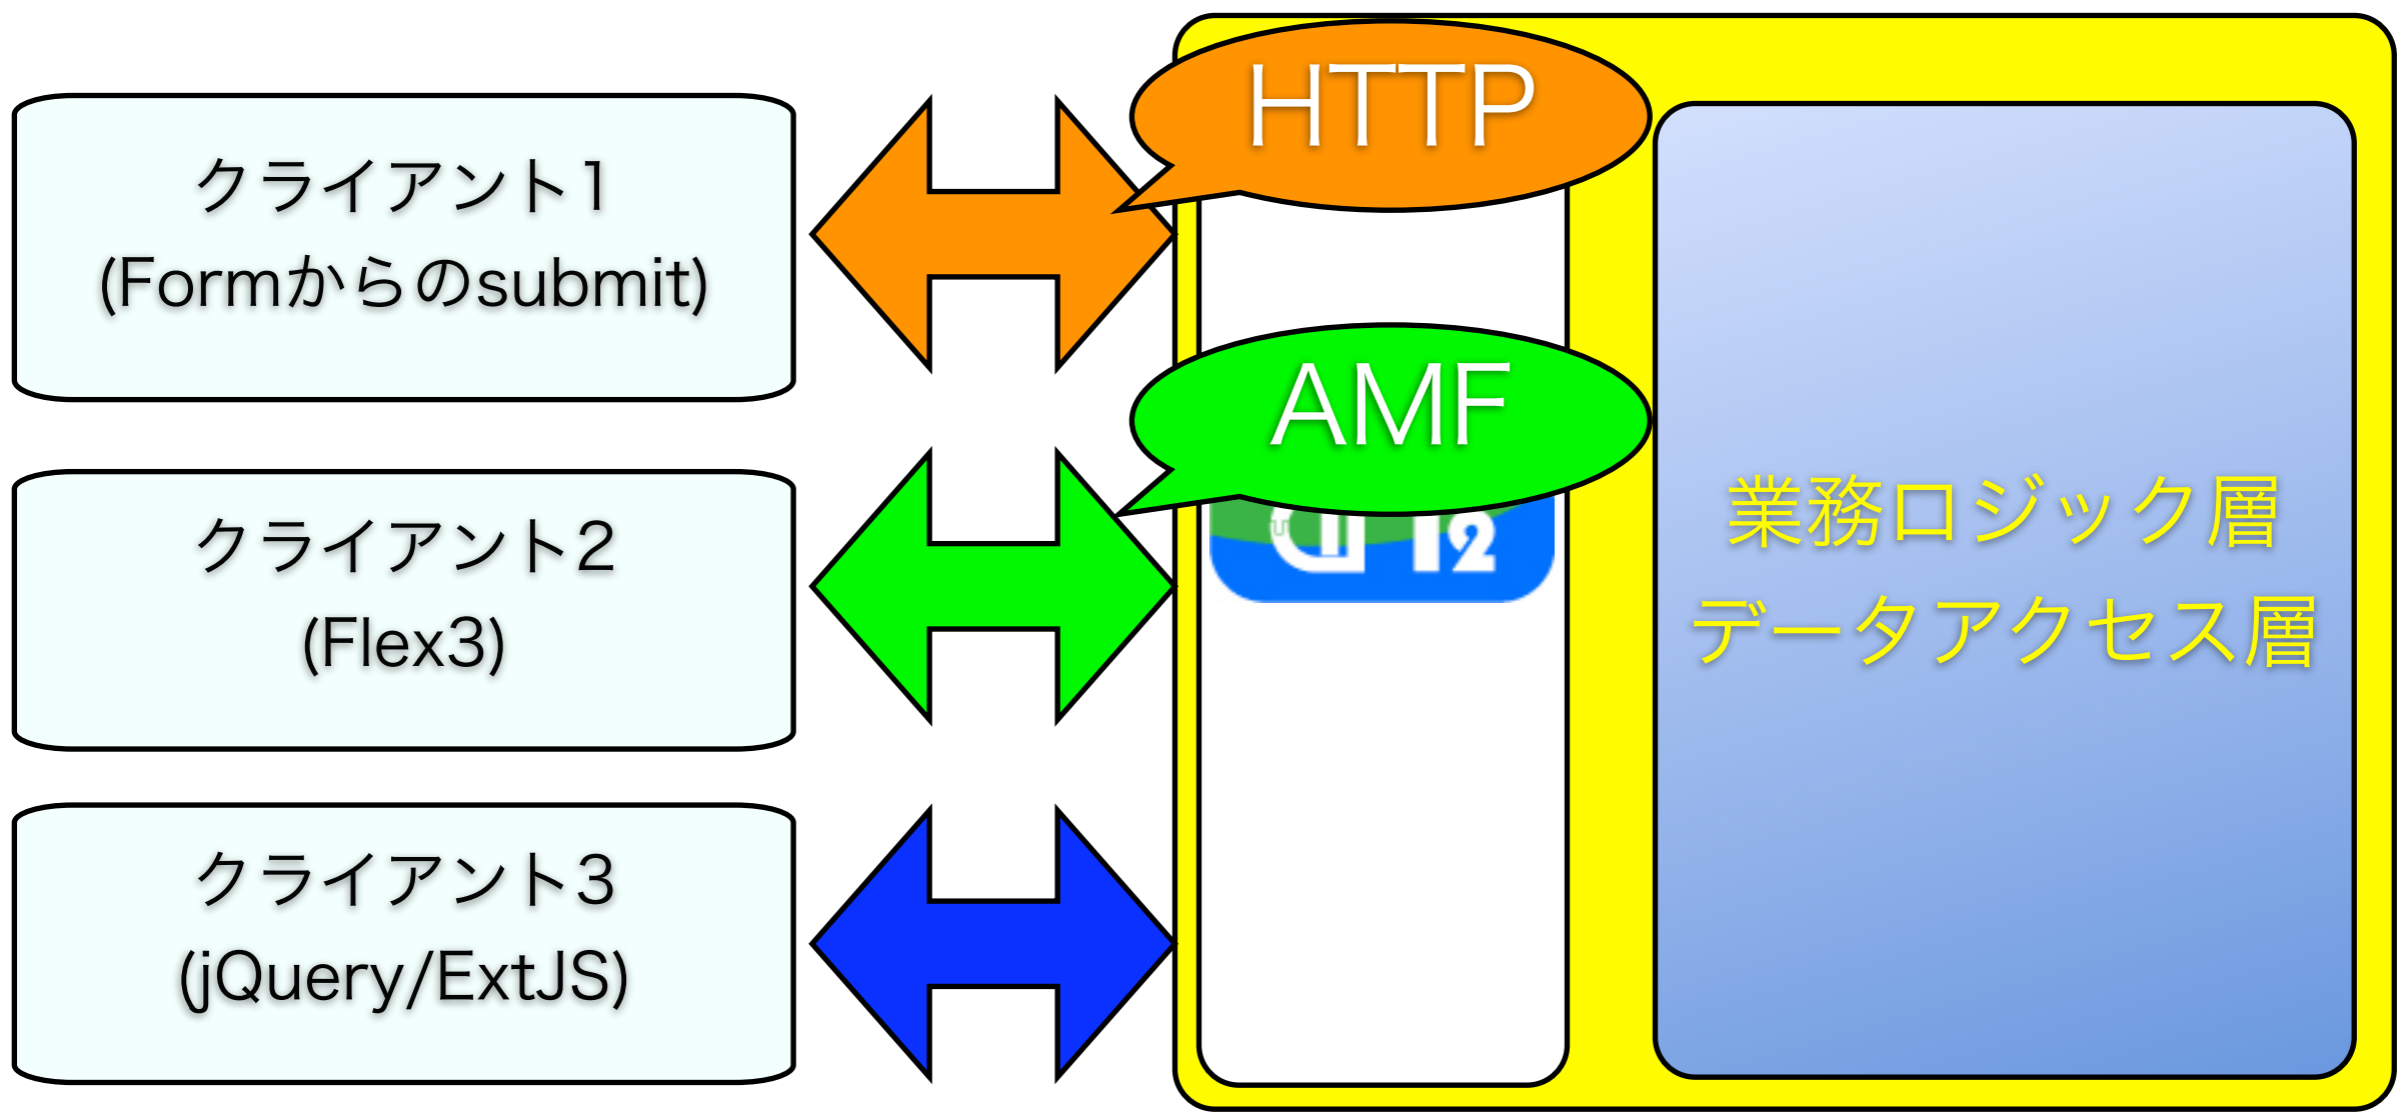 HTTP
クライアント1
(Formからのsubmit)
AMF
クライアント2
(Flex3)
業務ロジック層
データアクセス層
クライアント3
(jQuery/ExtJS)